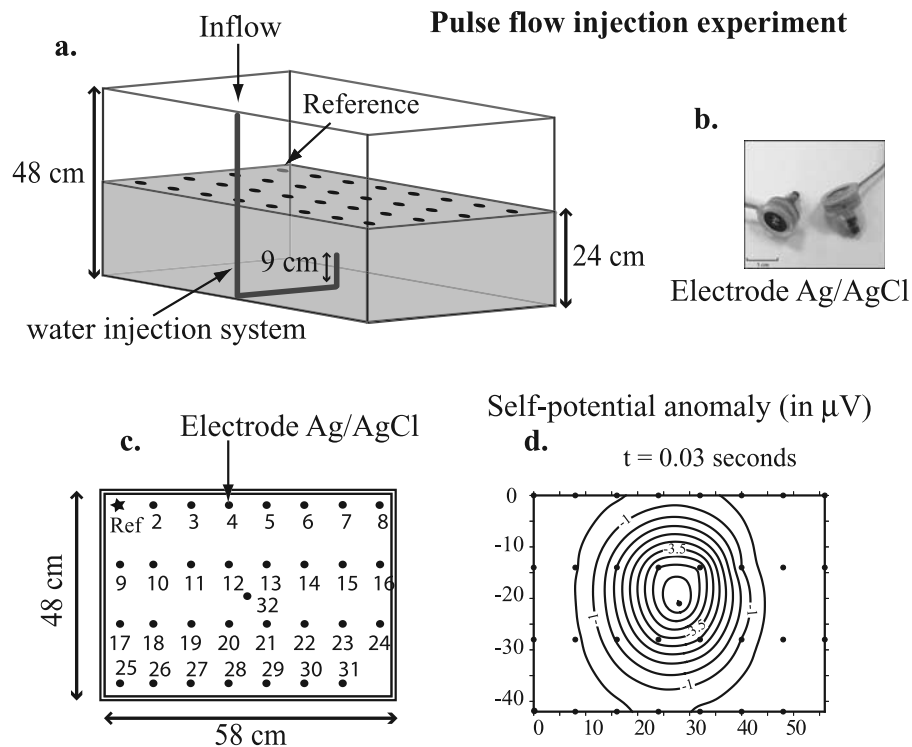 Pulse flow injection experiment
a.
Inflow
Reference
48 cm
9 cm
24 cm
water injection system
b.
1 cm
Electrode Ag/AgCl
c.
Electrode Ag/AgCl
Ref 2 3 4 5 6 7 8
9 10 11 12 13 14 15 16
32
17 18 19 20 21 22 23 24
25 26 27 28 29 30 31
48 cm
58 cm
Self-potential anomaly (in μV)
d.
t = 0.03 seconds
0
-10
-20
-30
-40
-1
-3.5
-1
-1
-3.5
-1
0 10 20 30 40 50